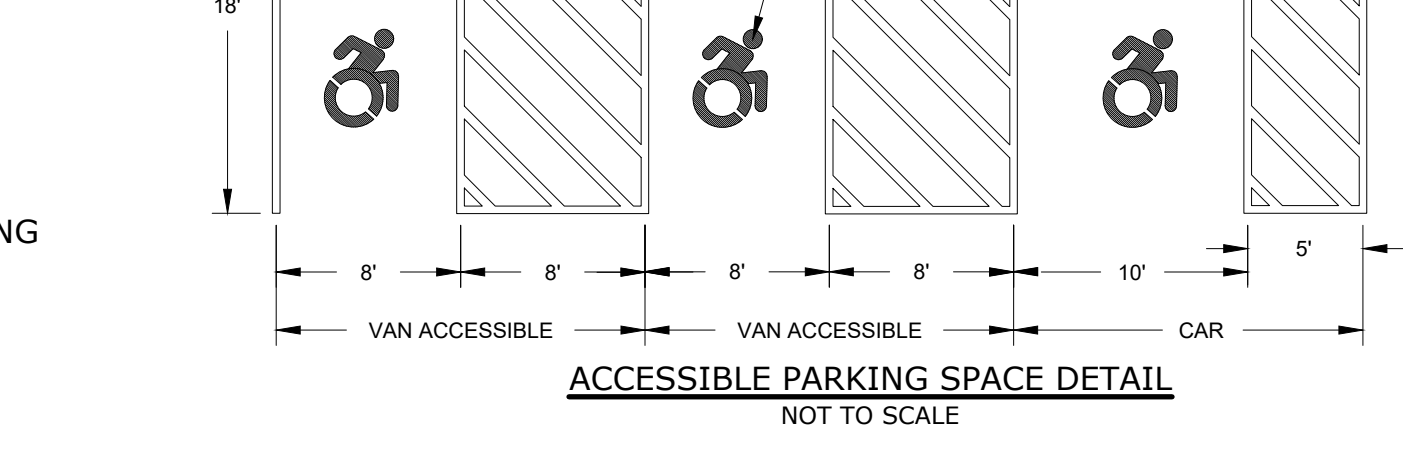 18'
NG
8' 8' 8' 8' 10' 5'
VAN ACCESSIBLE VAN ACCESSIBLE CAR
ACCESSIBLE PARKING SPACE DETAIL
NOT TO SCALE